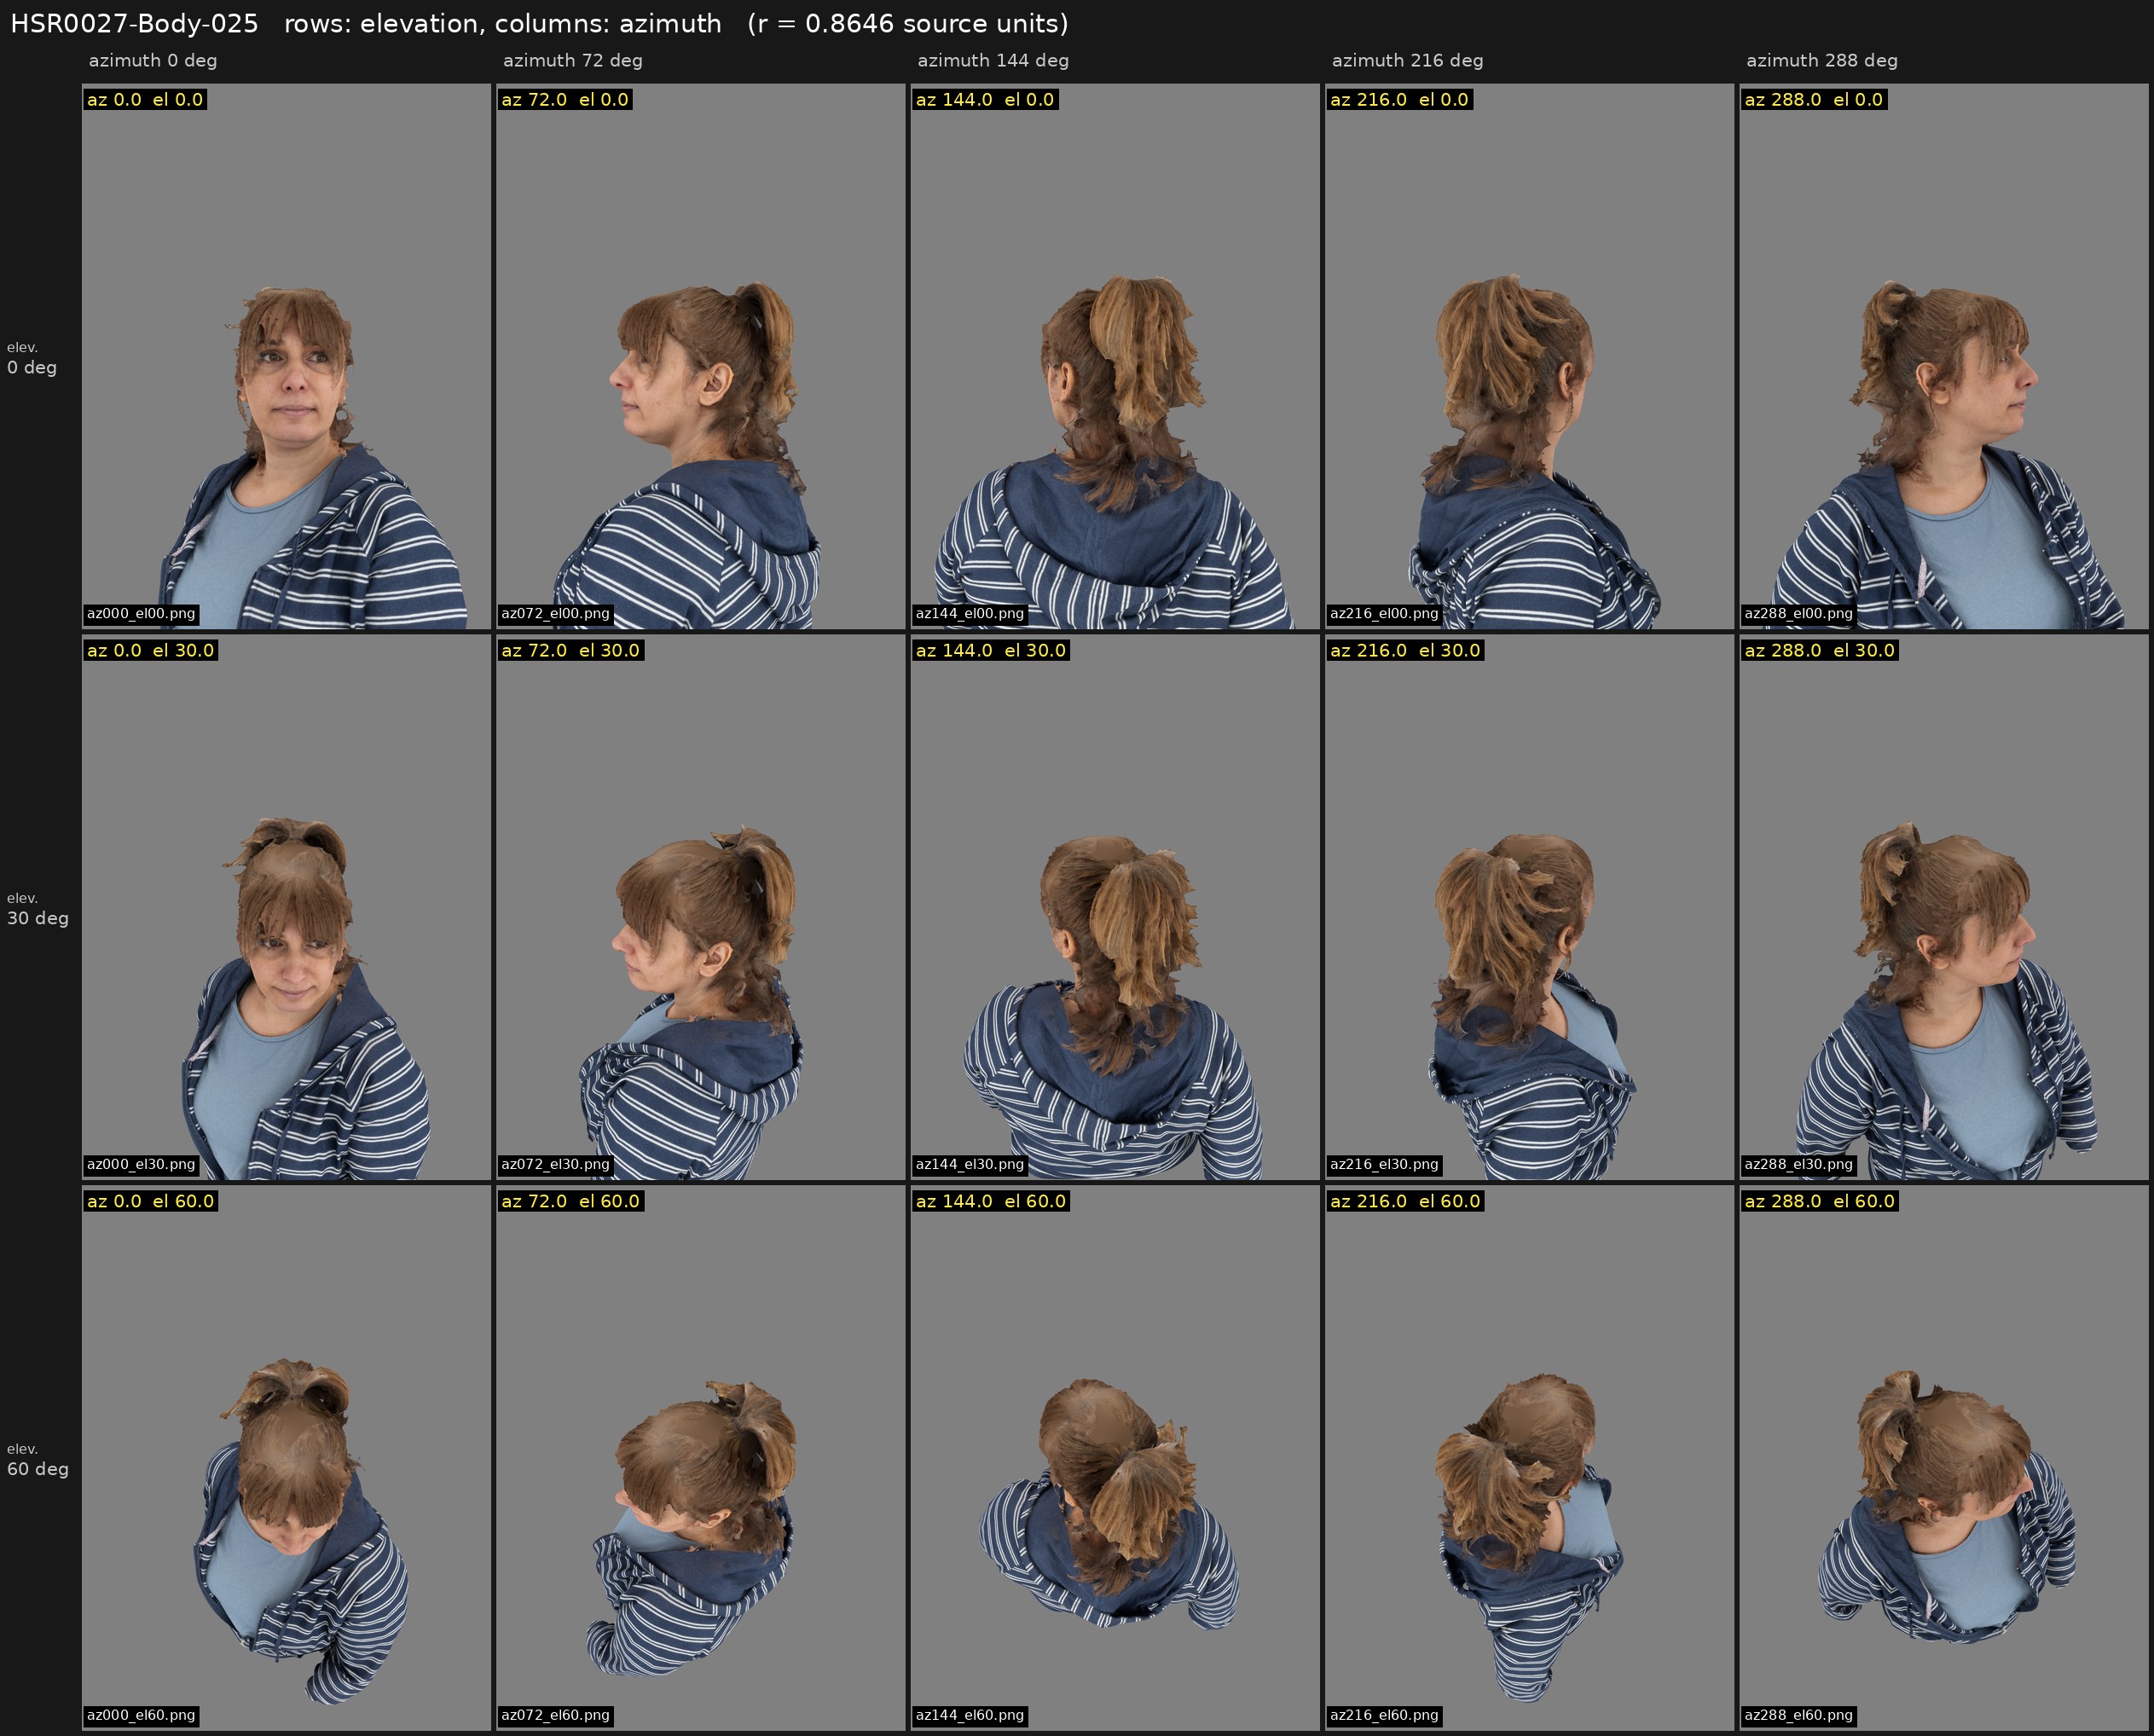 HSR0027-Body-025   rows: elevation, columns: azimuth   (r = 0.8646 source units)
azimuth 0 deg
azimuth 72 deg
azimuth 144 deg
azimuth 216 deg
azimuth 288 deg
az 0.0  el 0.0
az 72.0  el 0.0
az 144.0  el 0.0
az 216.0  el 0.0
az 288.0  el 0.0
elev.
0 deg
az000_el00.png
az072_el00.png
az144_el00.png
az216_el00.png
az288_el00.png
az 0.0  el 30.0
az 72.0  el 30.0
az 144.0  el 30.0
az 216.0  el 30.0
az 288.0  el 30.0
elev.
30 deg
az000_el30.png
az072_el30.png
az144_el30.png
az216_el30.png
az288_el30.png
az 0.0  el 60.0
az 72.0  el 60.0
az 144.0  el 60.0
az 216.0  el 60.0
az 288.0  el 60.0
elev.
60 deg
az000_el60.png
az072_el60.png
az144_el60.png
az216_el60.png
az288_el60.png